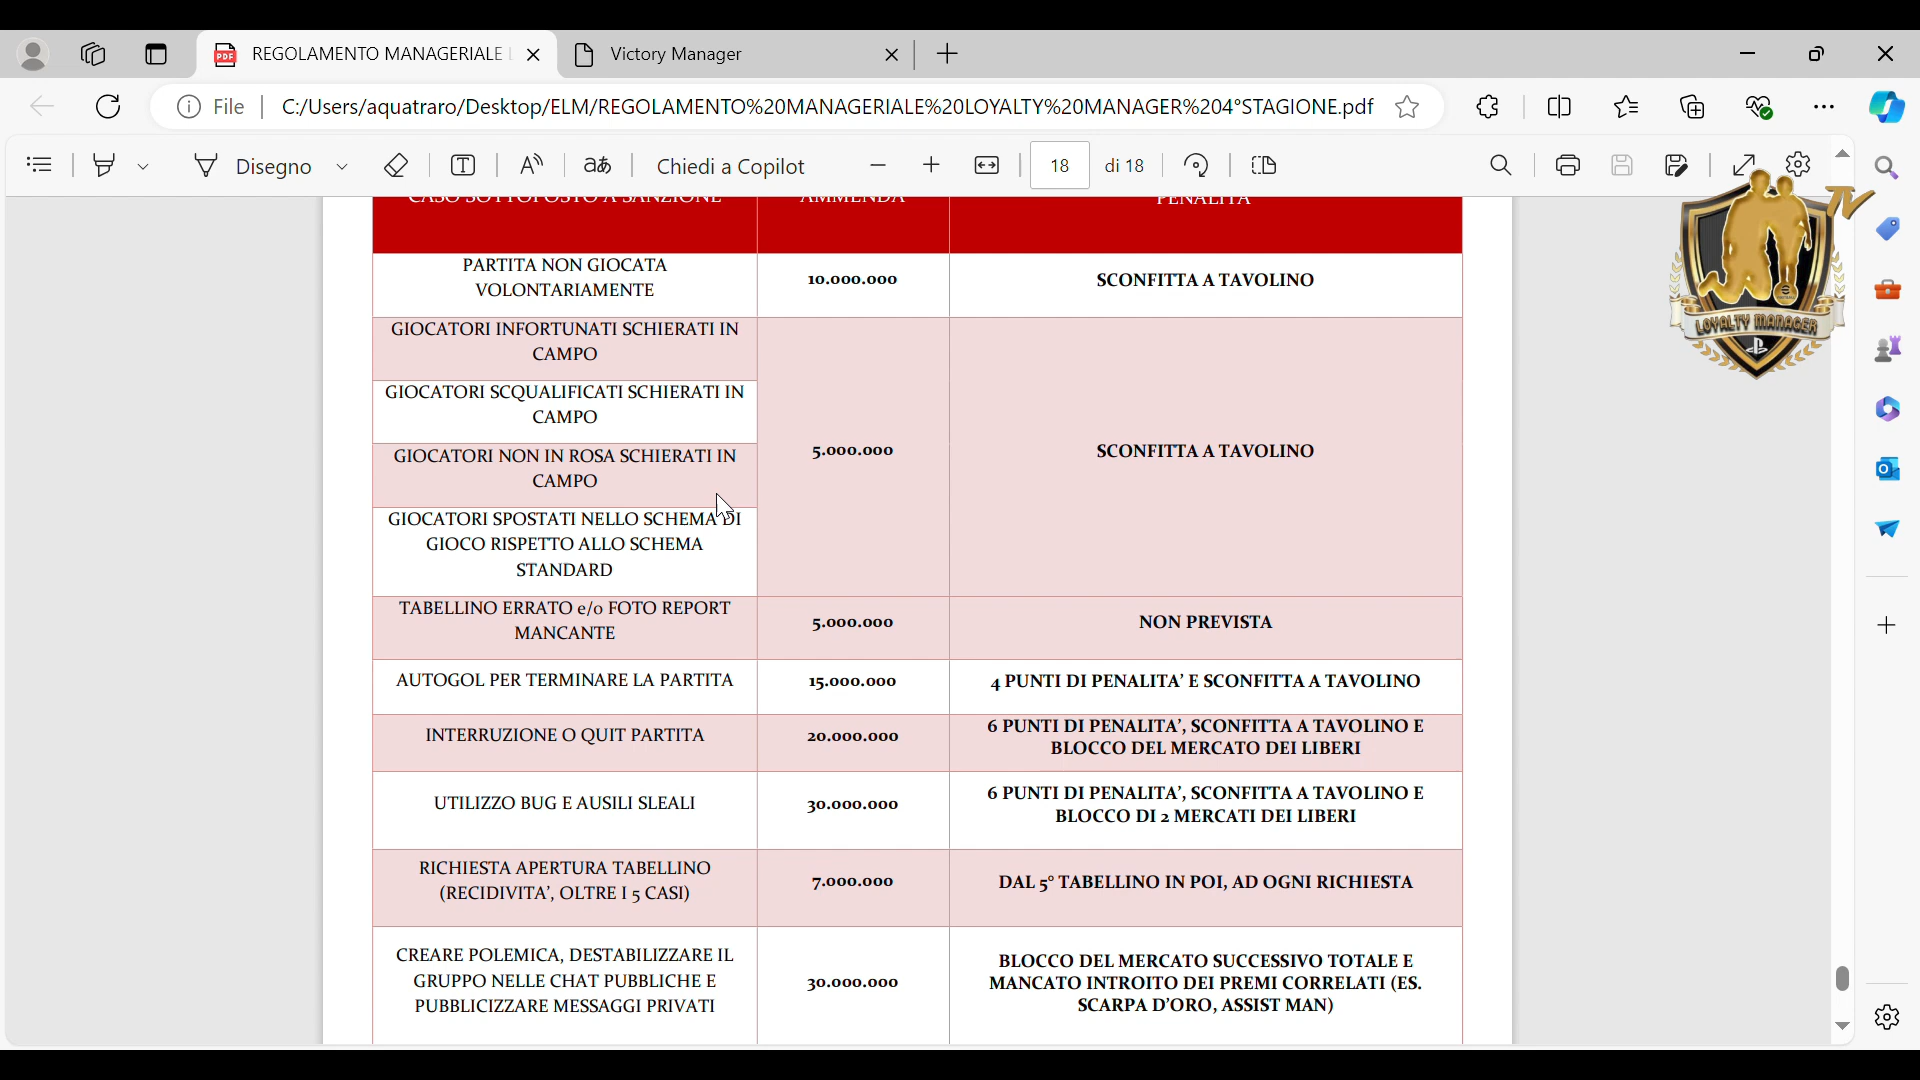 REGOLAMENTO MANAGERIALE L
Victory Manager
File
C:/Users/aquatraro/Desktop/ELM/REGOLAMENTO%20MANAGERIALE%20LOYALTY%20MANAGER%204°STAGIONE.pdf
Disegno
Chiedi a Copilot
18
di 18
TV
LOYALTY MANAGER
CASO SOTTOPOSTO A SANZIONE
AMMENDA
PENALITA
PARTITA NON GIOCATA
VOLONTARIAMENTE
10.000.000
SCONFITTA A TAVOLINO
GIOCATORI INFORTUNATI SCHIERATI IN
CAMPO
GIOCATORI SCQUALIFICATI SCHIERATI IN
CAMPO
GIOCATORI NON IN ROSA SCHIERATI IN
CAMPO
GIOCATORI SPOSTATI NELLO SCHEMA DI
GIOCO RISPETTO ALLO SCHEMA
STANDARD
5.000.000
SCONFITTA A TAVOLINO
TABELLINO ERRATO e/o FOTO REPORT
MANCANTE
5.000.000
NON PREVISTA
AUTOGOL PER TERMINARE LA PARTITA
15.000.000
4 PUNTI DI PENALITA’ E SCONFITTA A TAVOLINO
INTERRUZIONE O QUIT PARTITA
20.000.000
6 PUNTI DI PENALITA’, SCONFITTA A TAVOLINO E
BLOCCO DEL MERCATO DEI LIBERI
UTILIZZO BUG E AUSILI SLEALI
30.000.000
6 PUNTI DI PENALITA’, SCONFITTA A TAVOLINO E
BLOCCO DI 2 MERCATI DEI LIBERI
RICHIESTA APERTURA TABELLINO
(RECIDIVITA’, OLTRE I 5 CASI)
7.000.000
DAL 5° TABELLINO IN POI, AD OGNI RICHIESTA
CREARE POLEMICA, DESTABILIZZARE IL
GRUPPO NELLE CHAT PUBBLICHE E
PUBBLICIZZARE MESSAGGI PRIVATI
30.000.000
BLOCCO DEL MERCATO SUCCESSIVO TOTALE E
MANCATO INTROITO DEI PREMI CORRELATI (ES.
SCARPA D’ORO, ASSIST MAN)